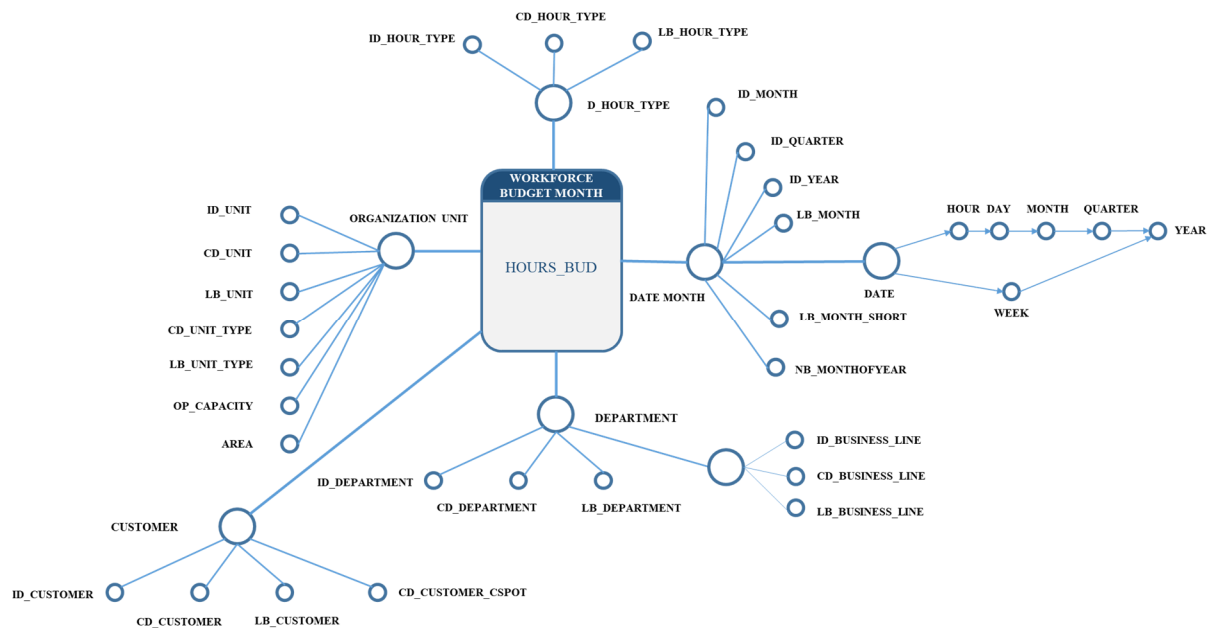 CD_HOUR_TYPE
ID_HOUR_TYPE
LB_HOUR_TYPE
D_HOUR_TYPE
ID_MONTH
ID_QUARTER
WORKFORCE
BUDGET MONTH
ID_YEAR
ID_UNIT
ORGANIZATION UNIT
LB_MONTH
HOUR DAY MONTH QUARTER
YEAR
CD_UNIT
HOURS_BUD
LB_UNIT
DATE MONTH
DATE
WEEK
LB_MONTH_SHORT
CD_UNIT_TYPE
LB_UNIT_TYPE
NB_MONTHOFYEAR
OP_CAPACITY
DEPARTMENT
AREA
ID_BUSINESS_LINE
ID_DEPARTMENT
CD_BUSINESS_LINE
CD_DEPARTMENT
LB_DEPARTMENT
LB_BUSINESS_LINE
CUSTOMER
ID_CUSTOMER
CD_CUSTOMER_CSPOT
CD_CUSTOMER
LB_CUSTOMER